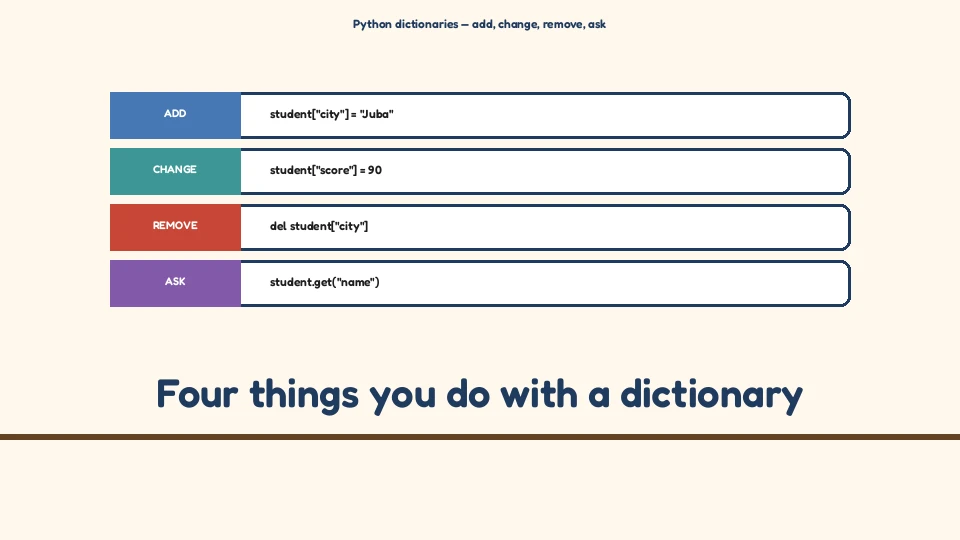 Python dictionaries — add, change, remove, ask
ADD student["city"] = "Juba"
CHANGE student["score"] = 90
REMOVE del student["city"]
ASK student.get("name")
Four things you do with a dictionary